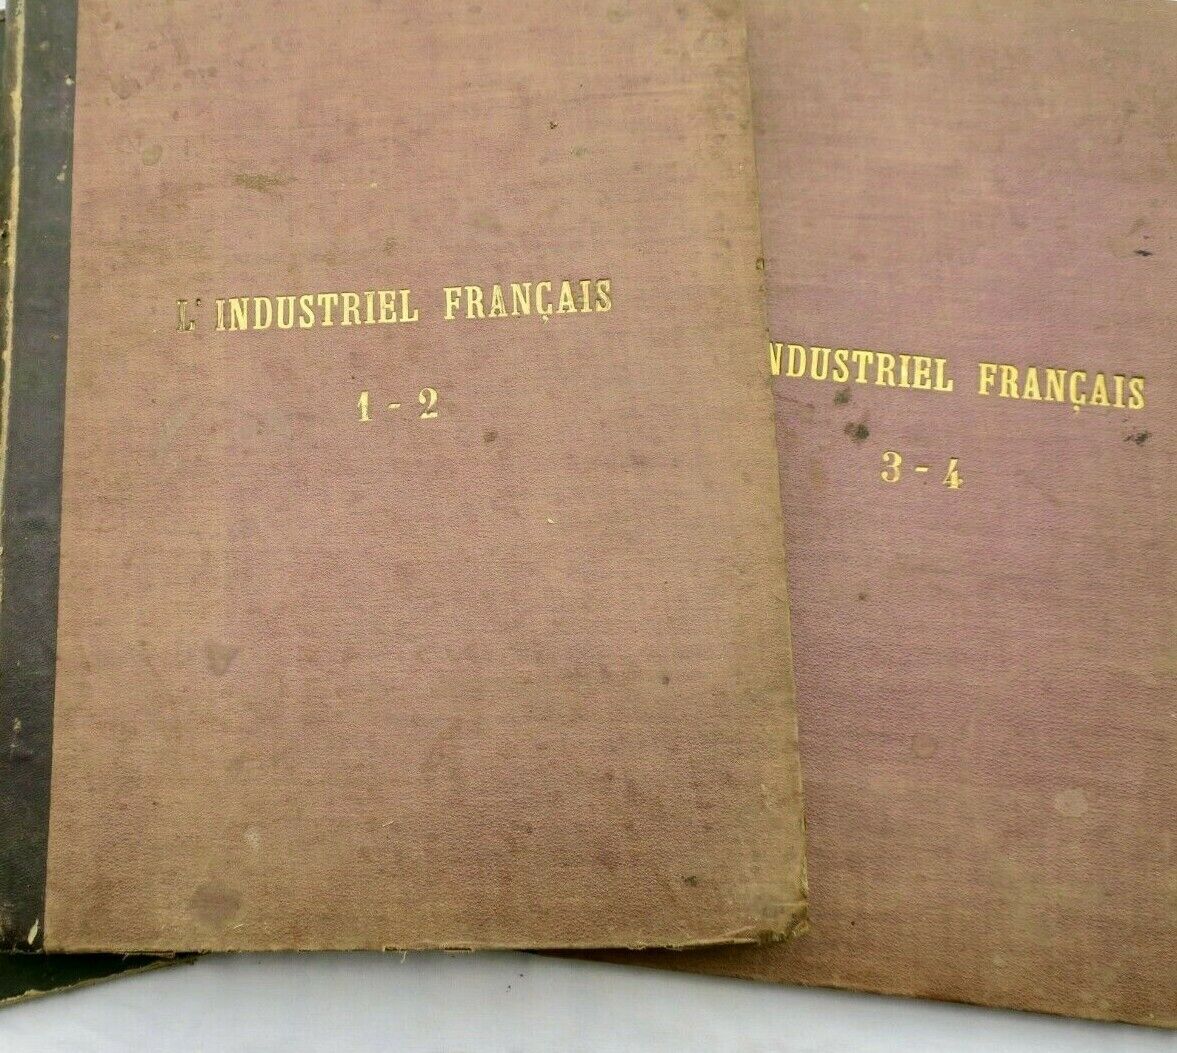 L'INDUSTRIEL FRANÇAIS
1 - 2
NDUSTRIEL FRANÇAIS
3 - 4